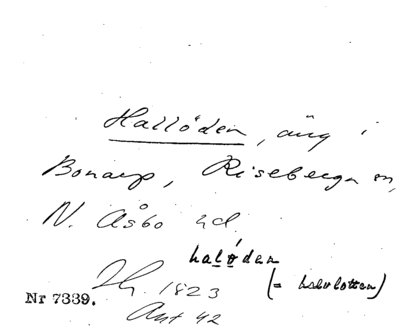 Hallöden, äng i
Bonarp, Riseberga sn,
N. Åsbo hd.
halöden
(= halvlotten)
1823
Nr 7339.
Akt 42